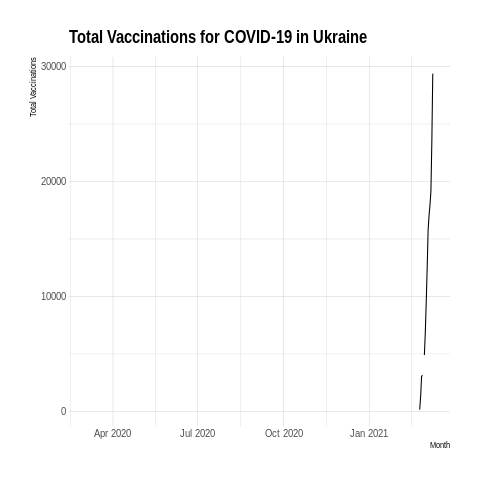 Total Vaccinations for COVID-19 in Ukraine
Total Vaccinations
30000
20000
10000
0
Apr 2020 Jul 2020 Oct 2020 Jan 2021
Month